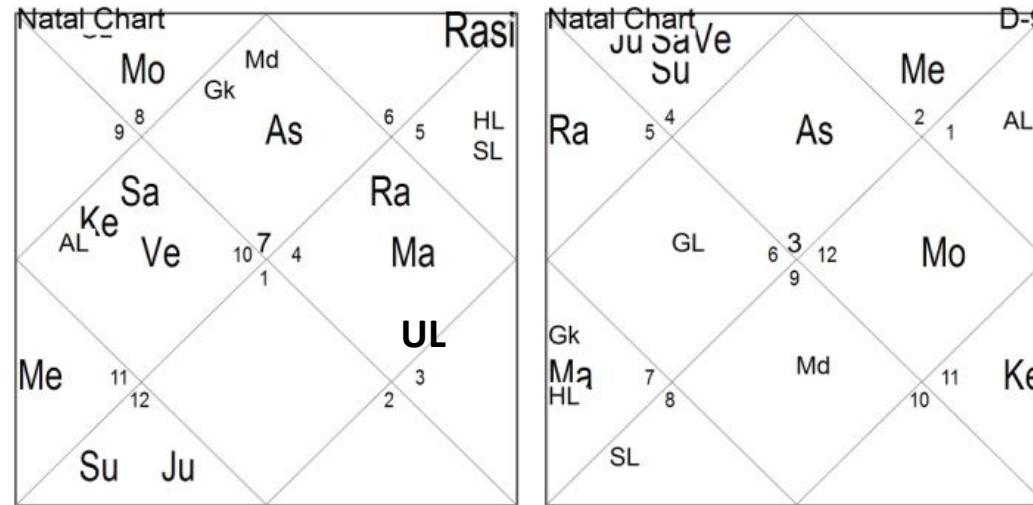 Natal Chart Rasi
Mo Md
Gk
8 6
9 As 5 HL
SL
Sa Ra
Ke
AL Ve 7 Ma
10 4
1
UL
Me 11 3
12 2
Su Ju
Natal Chart D-
Ju Sa Ve
Su Me
4 2
Ra 5 As 1 AL
GL 3 Mo
6 12
9
Gk
Ma 7 Md 11 Ke
HL 8 10
SL